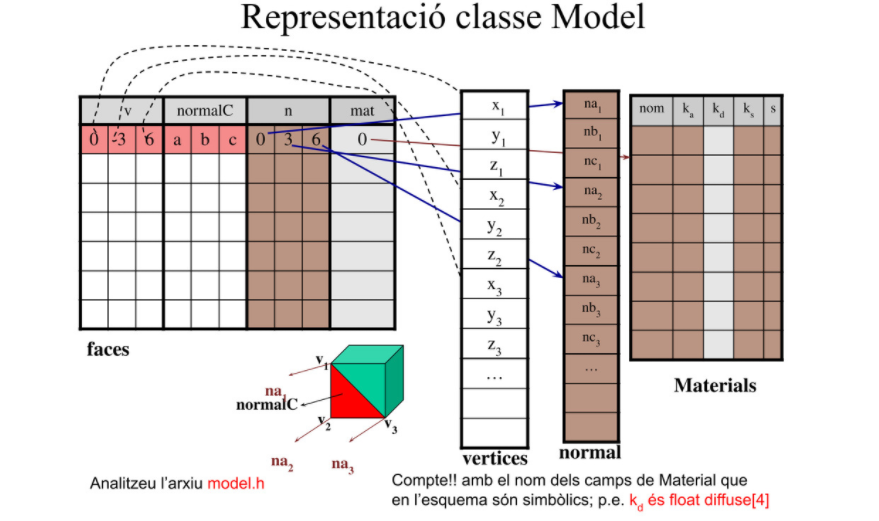 Representació classe Model
v normalC n mat
0 3 6 a b c 0 3 6 0
faces
x1
y1
z1
x2
y2
z2
x3
y3
z3
...
vertices
na1
nb1
nc1
na2
nb2
nc2
na3
nb3
nc3
...
normal
nom ka kd ks s
Materials
v1
na1
normalC
v2
v3
na2 na3
Analitzeu l'arxiu model.h
Compte!! amb el nom dels camps de Material que
en l'esquema són simbòlics; p.e. kd és float diffuse[4]